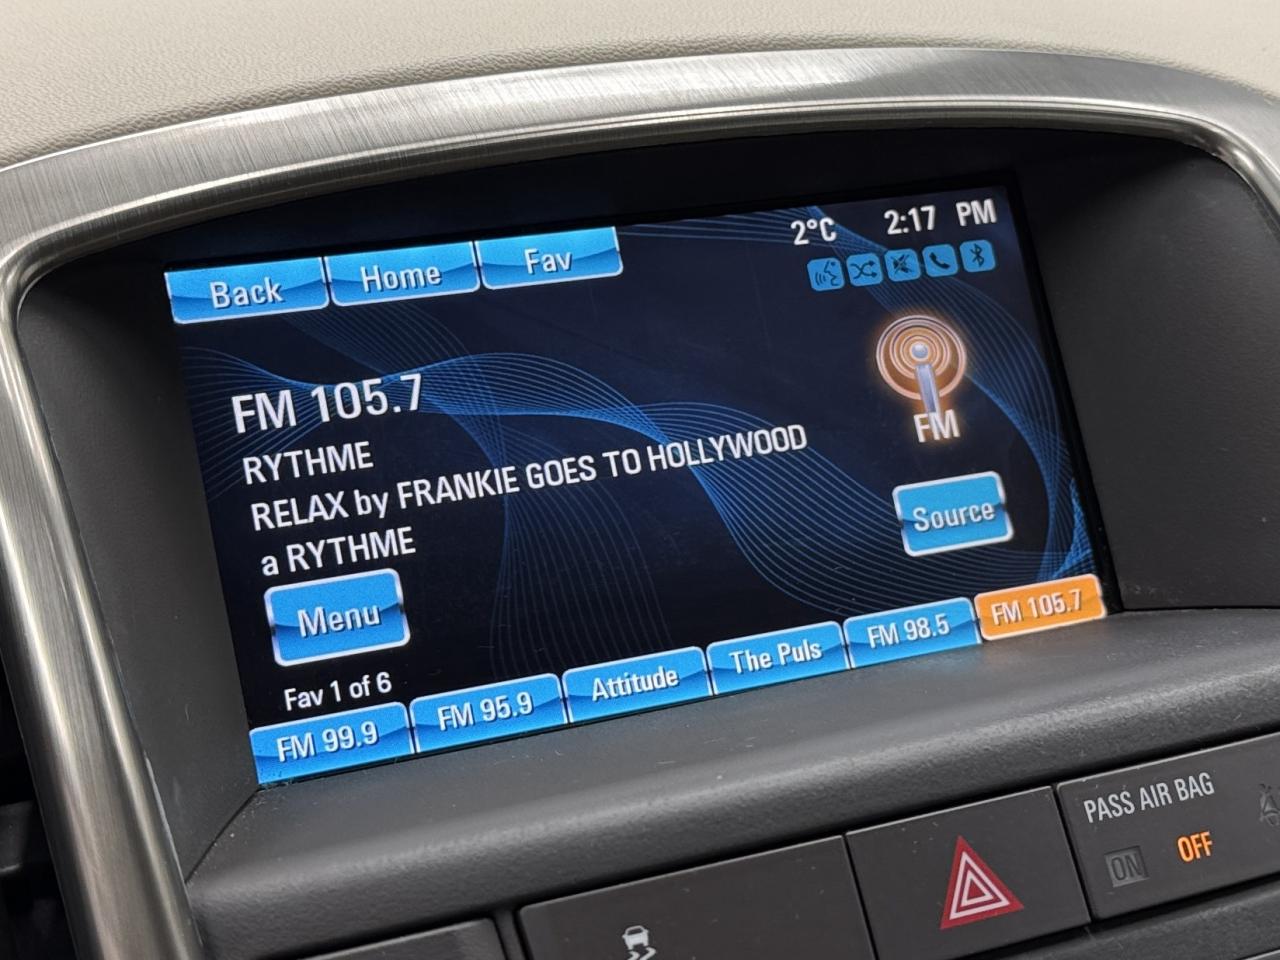 Back Home Fav 2°C 2:17 PM
FM 105.7
RYTHME
RELAX by FRANKIE GOES TO HOLLYWOOD
a RYTHME
FM
Source
Menu
Fav 1 of 6
FM 99.9 FM 95.9 Attitude The Puls FM 98.5 FM 105.7
PASS AIR BAG
ON OFF